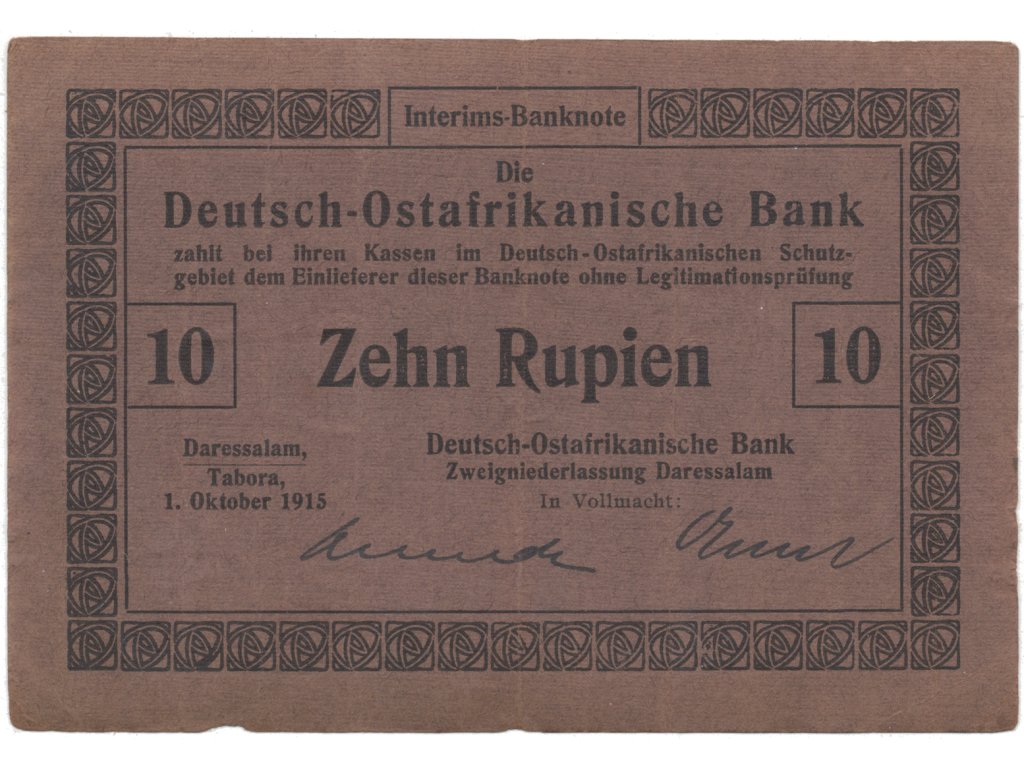 Interims-Banknote
Die
Deutsch-Ostafrikanische Bank
zahlt bei ihren Kassen im Deutsch-Ostafrikanischen Schutz-
gebiet dem Einlieferer dieser Banknote ohne Legitimationsprüfung
10 Zehn Rupien 10
Daressalam,
Tabora,
1. Oktober 1915
Deutsch-Ostafrikanische Bank
Zweigniederlassung Daressalam
In Vollmacht: